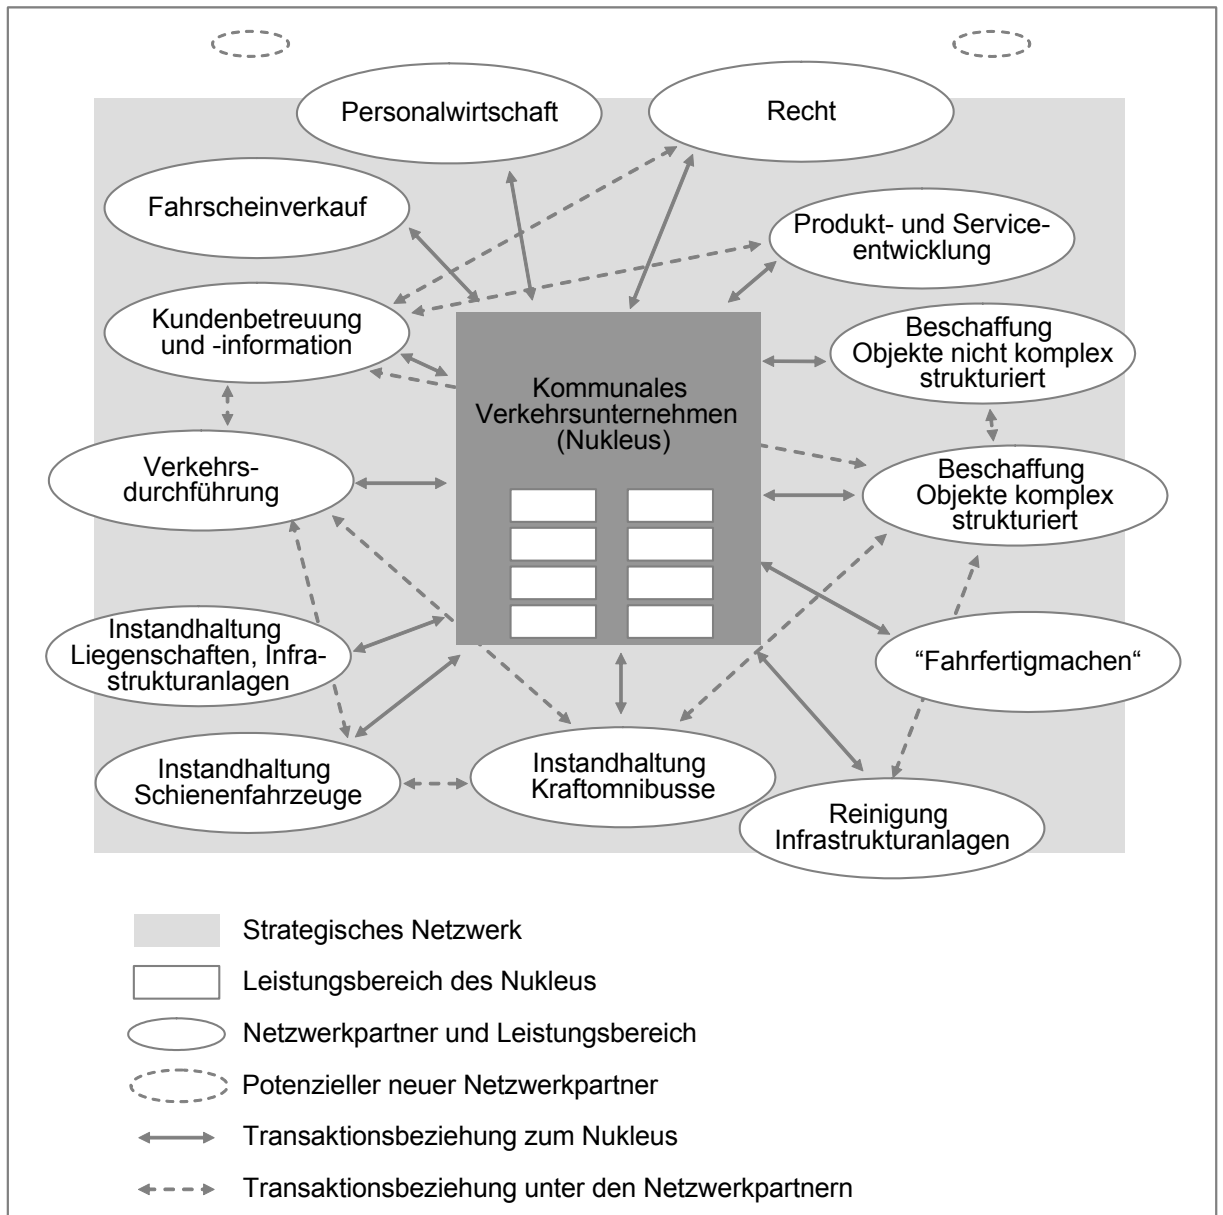 Personalwirtschaft
Recht
Fahrscheinverkauf
Produkt- und Service-
entwicklung
Kundenbetreuung
und -information
Beschaffung
Objekte nicht komplex
strukturiert
Kommunales
Verkehrsunternehmen
(Nukleus)
Verkehrs-
durchführung
Beschaffung
Objekte komplex
strukturiert
Instandhaltung
Liegenschaften, Infra-
strukturanlagen
“Fahrfertigmachen“
Instandhaltung
Schienenfahrzeuge
Instandhaltung
Kraftomnibusse
Reinigung
Infrastrukturanlagen
Strategisches Netzwerk
Leistungsbereich des Nukleus
Netzwerkpartner und Leistungsbereich
Potenzieller neuer Netzwerkpartner
Transaktionsbeziehung zum Nukleus
Transaktionsbeziehung unter den Netzwerkpartnern